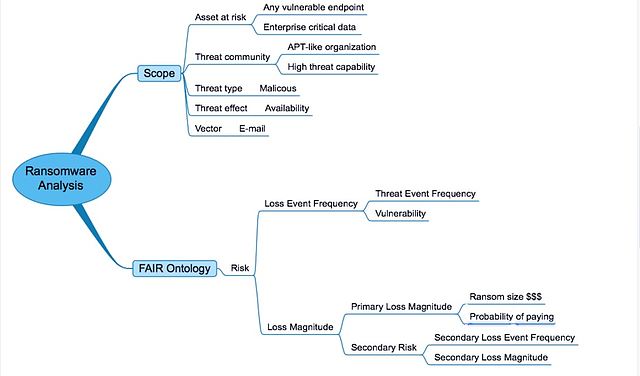 Ransomware
Analysis
Scope
Asset at risk
Any vulnerable endpoint
Enterprise critical data
Threat community
APT-like organization
High threat capability
Threat type Malicous
Threat effect Availability
Vector E-mail
FAIR Ontology
Risk
Loss Event Frequency
Threat Event Frequency
Vulnerability
Loss Magnitude
Primary Loss Magnitude
Ransom size $$$
Probability of paying
Secondary Risk
Secondary Loss Event Frequency
Secondary Loss Magnitude